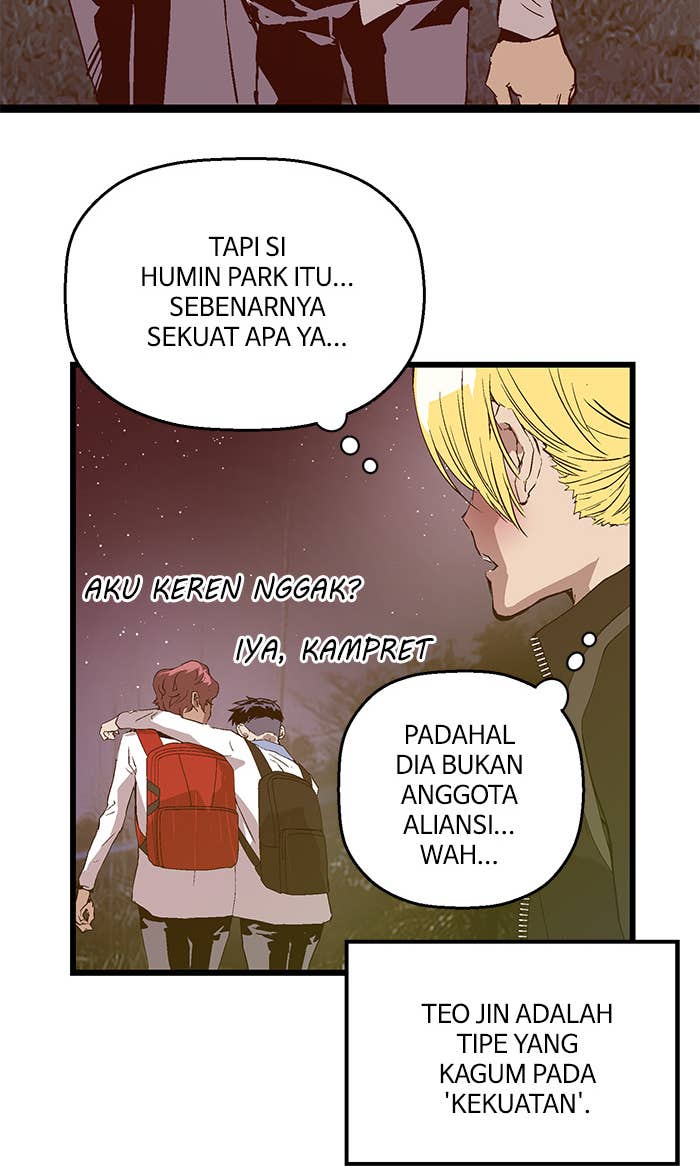 TAPI SI
HUMIN PARK ITU...
SEBENARNYA
SEKUAT APA YA...
AKU KEREN NGGAK?
IYA, KAMPRET
PADAHAL
DIA BUKAN
ANGGOTA
ALIANSI...
WAH...
TEO JIN ADALAH
TIPE YANG
KAGUM PADA
'KEKUATAN'.